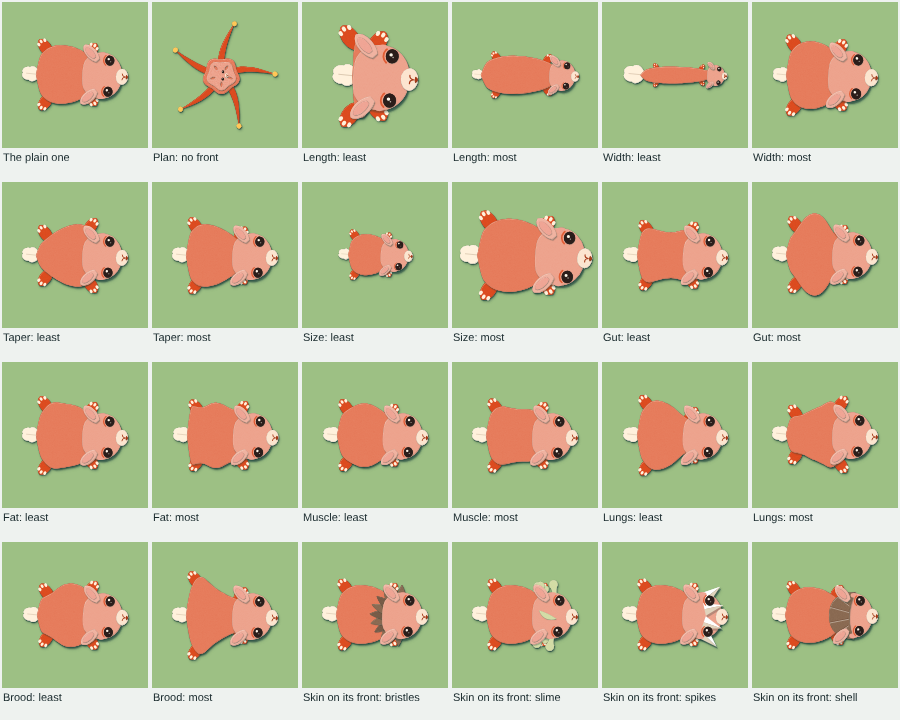 The plain one
Plan: no front
Length: least
Length: most
Width: least
Width: most
Taper: least
Taper: most
Size: least
Size: most
Gut: least
Gut: most
Fat: least
Fat: most
Muscle: least
Muscle: most
Lungs: least
Lungs: most
Brood: least
Brood: most
Skin on its front: bristles
Skin on its front: slime
Skin on its front: spikes
Skin on its front: shell